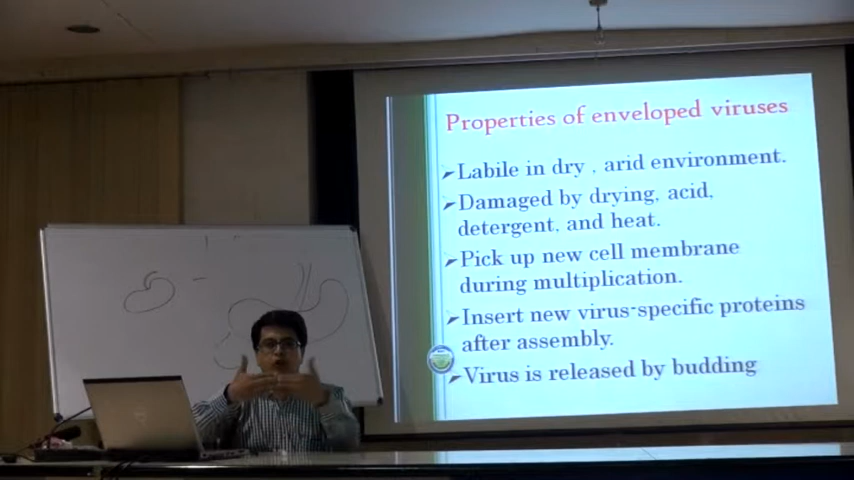 Properties of enveloped viruses
Labile in dry , arid environment.
Damaged by drying, acid,
detergent, and heat.
Pick up new cell membrane
during multiplication.
Insert new virus-specific proteins
after assembly.
Virus is released by budding